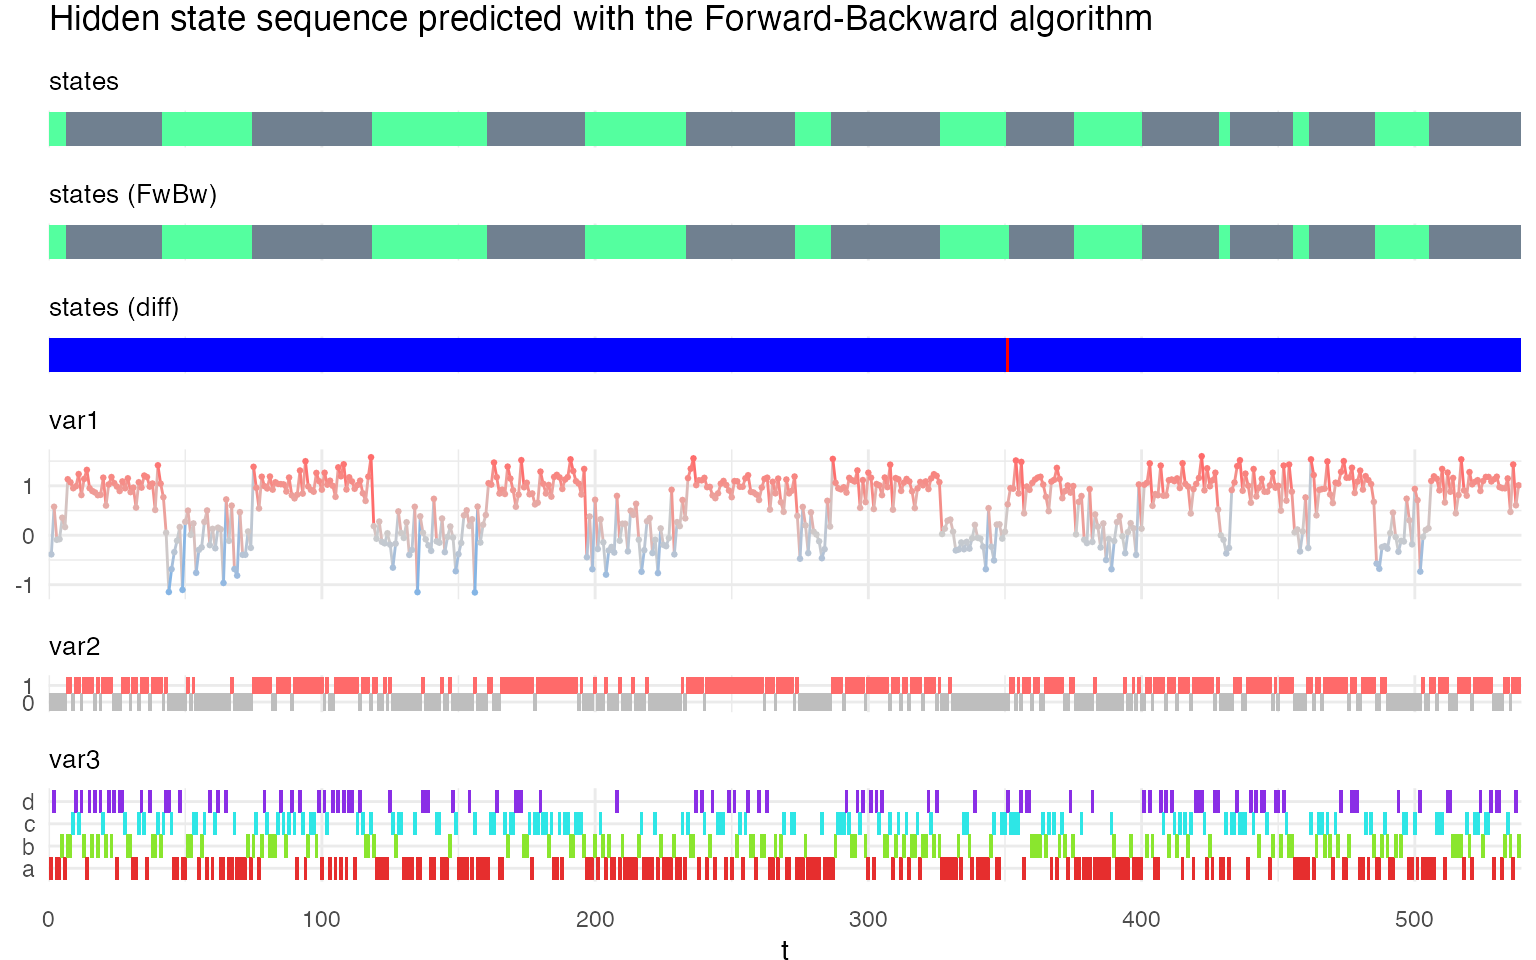 Hidden state sequence predicted with the Forward-Backward algorithm
states
states (FwBw)
states (diff)
var1
1
0
-1
var2
1
0
var3
d
c
b
a
0 100 200 300 400 500
t